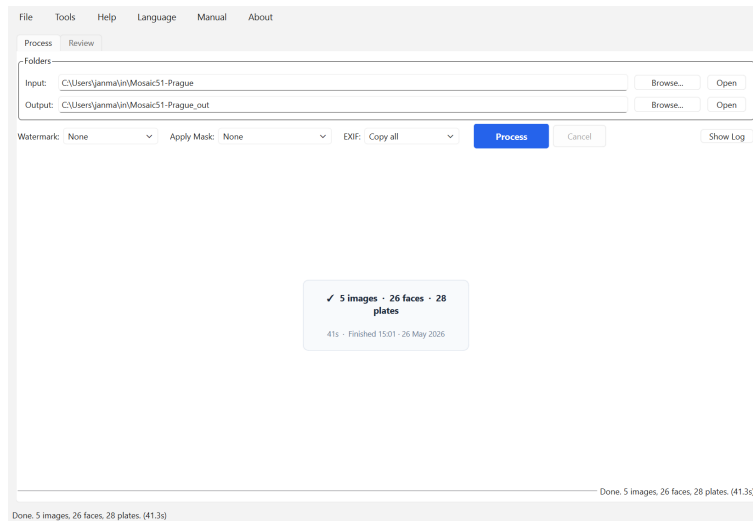 File Tools Help Language Manual About
Process Review
Folders
Input: C:\Users\janma\in\Mosaic51-Prague Browse... Open
Output: C:\Users\janma\in\Mosaic51-Prague_out Browse... Open
Watermark: None Apply Mask: None EXIF: Copy all Process Cancel Show Log
✓ 5 images · 26 faces · 28
plates
41s · Finished 15:01 · 26 May 2026
Done. 5 images, 26 faces, 28 plates. (41.3s)
Done. 5 images, 26 faces, 28 plates. (41.3s)